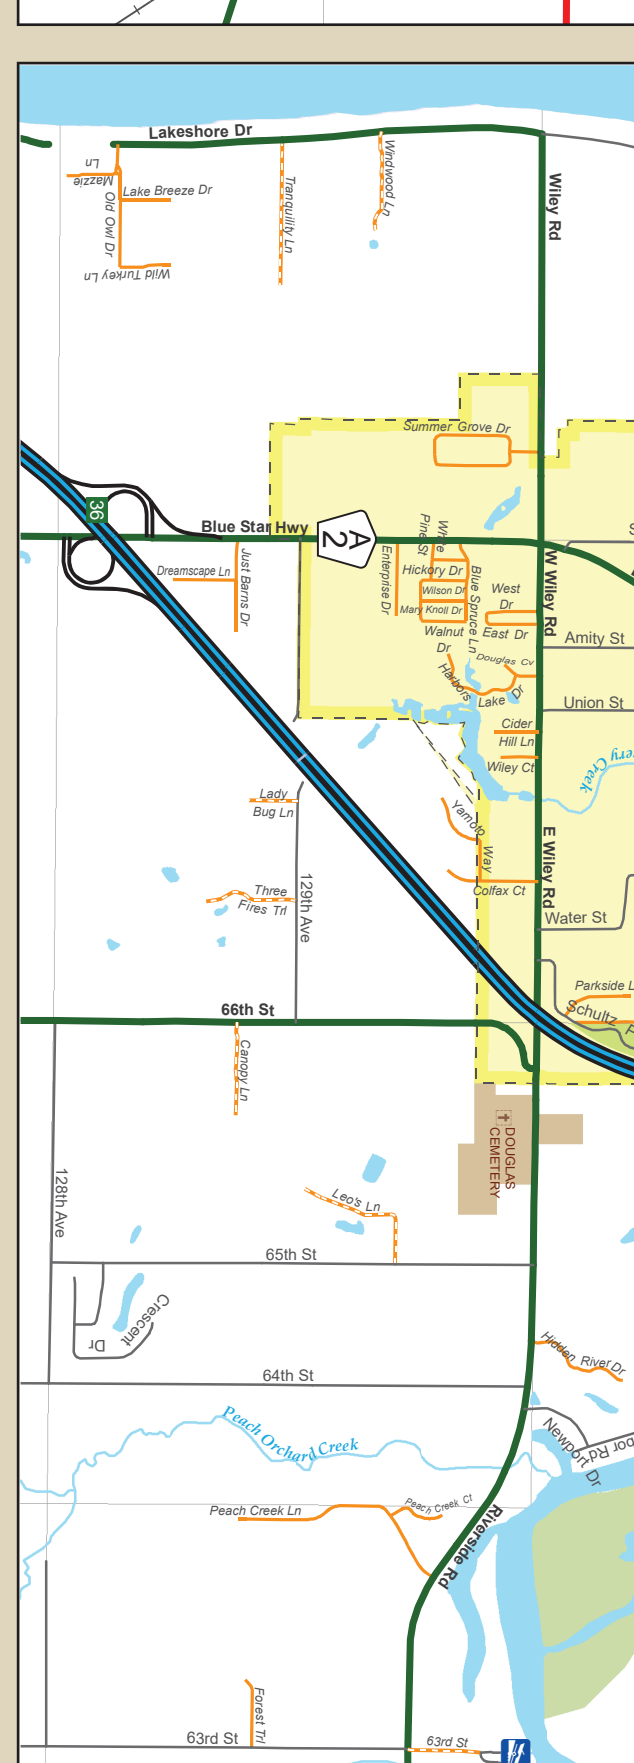 Lakeshore Dr
Mazzie
Ln
Lake Breeze Dr
Old Owl Dr
Wild Turkey Ln
Tranquility Ln
Windwood Ln
Wiley Rd
Summer Grove Dr
36
Blue Star Hwy
A
2
White
Pine St
W Wiley Rd
Dreamscape Ln
Just Barns Dr
Enterprise Dr
Hickory Dr
Wilson Dr
Mary Knoll Dr
Blue Spruce Ln
West
Dr
East Dr
Walnut
Dr
Amity St
Douglas Cv
Harbors
Lake Dr
Union St
Cider
Hill Ln
Wiley Ct
Creek
Lady
Bug Ln
Yamoto
Way
E Wiley Rd
Three
Fires Trl
129th Ave
Colfax Ct
Water St
Parkside L
Schultz
66th St
Canopy Ln
DOUGLAS
CEMETERY
128th Ave
Leo's Ln
65th St
Crescent
Dr
Hidden River Dr
64th St
Peach Orchard Creek
Newport Dr
bor Rd
Peach Creek Ln
Peach Creek Ct
Riverside Rd
Forest Trl
63rd St
63rd St